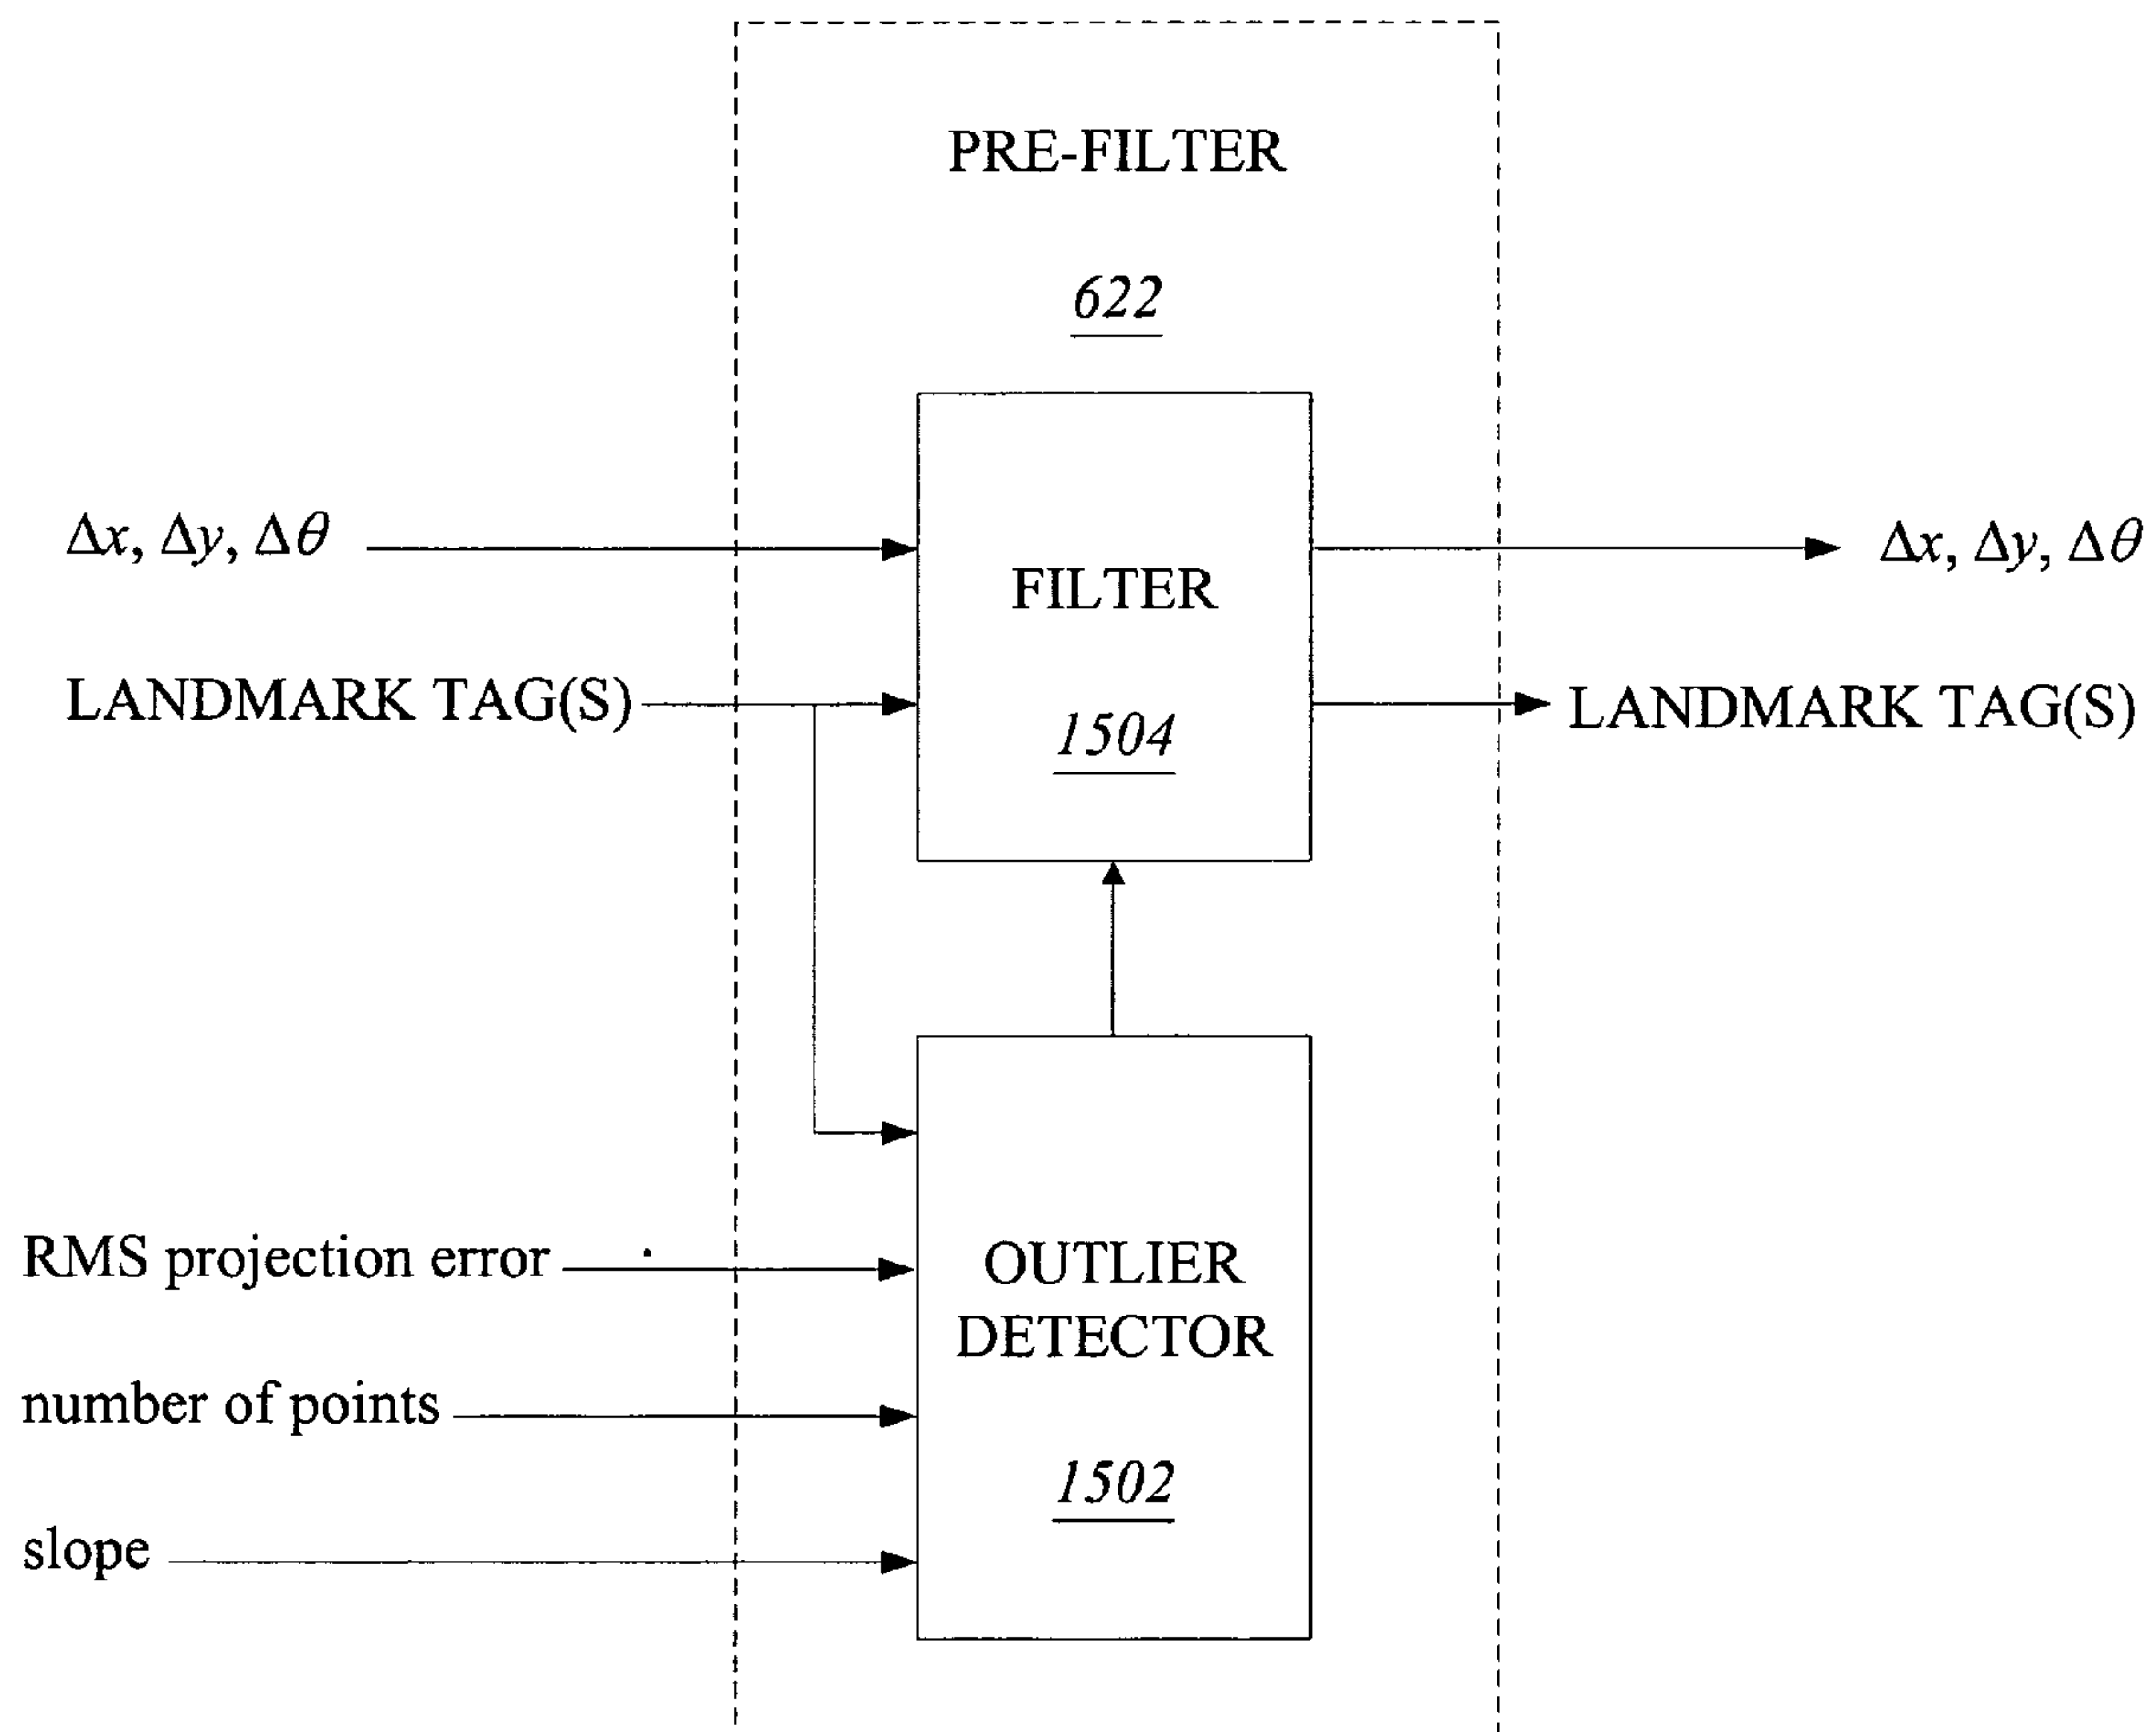 PRE-FILTER
622
Δx, Δy, Δθ
FILTER
Δx, Δy, Δθ
LANDMARK TAG(S)
1504
LANDMARK TAG(S)
RMS projection error
OUTLIER
DETECTOR
number of points
1502
slope